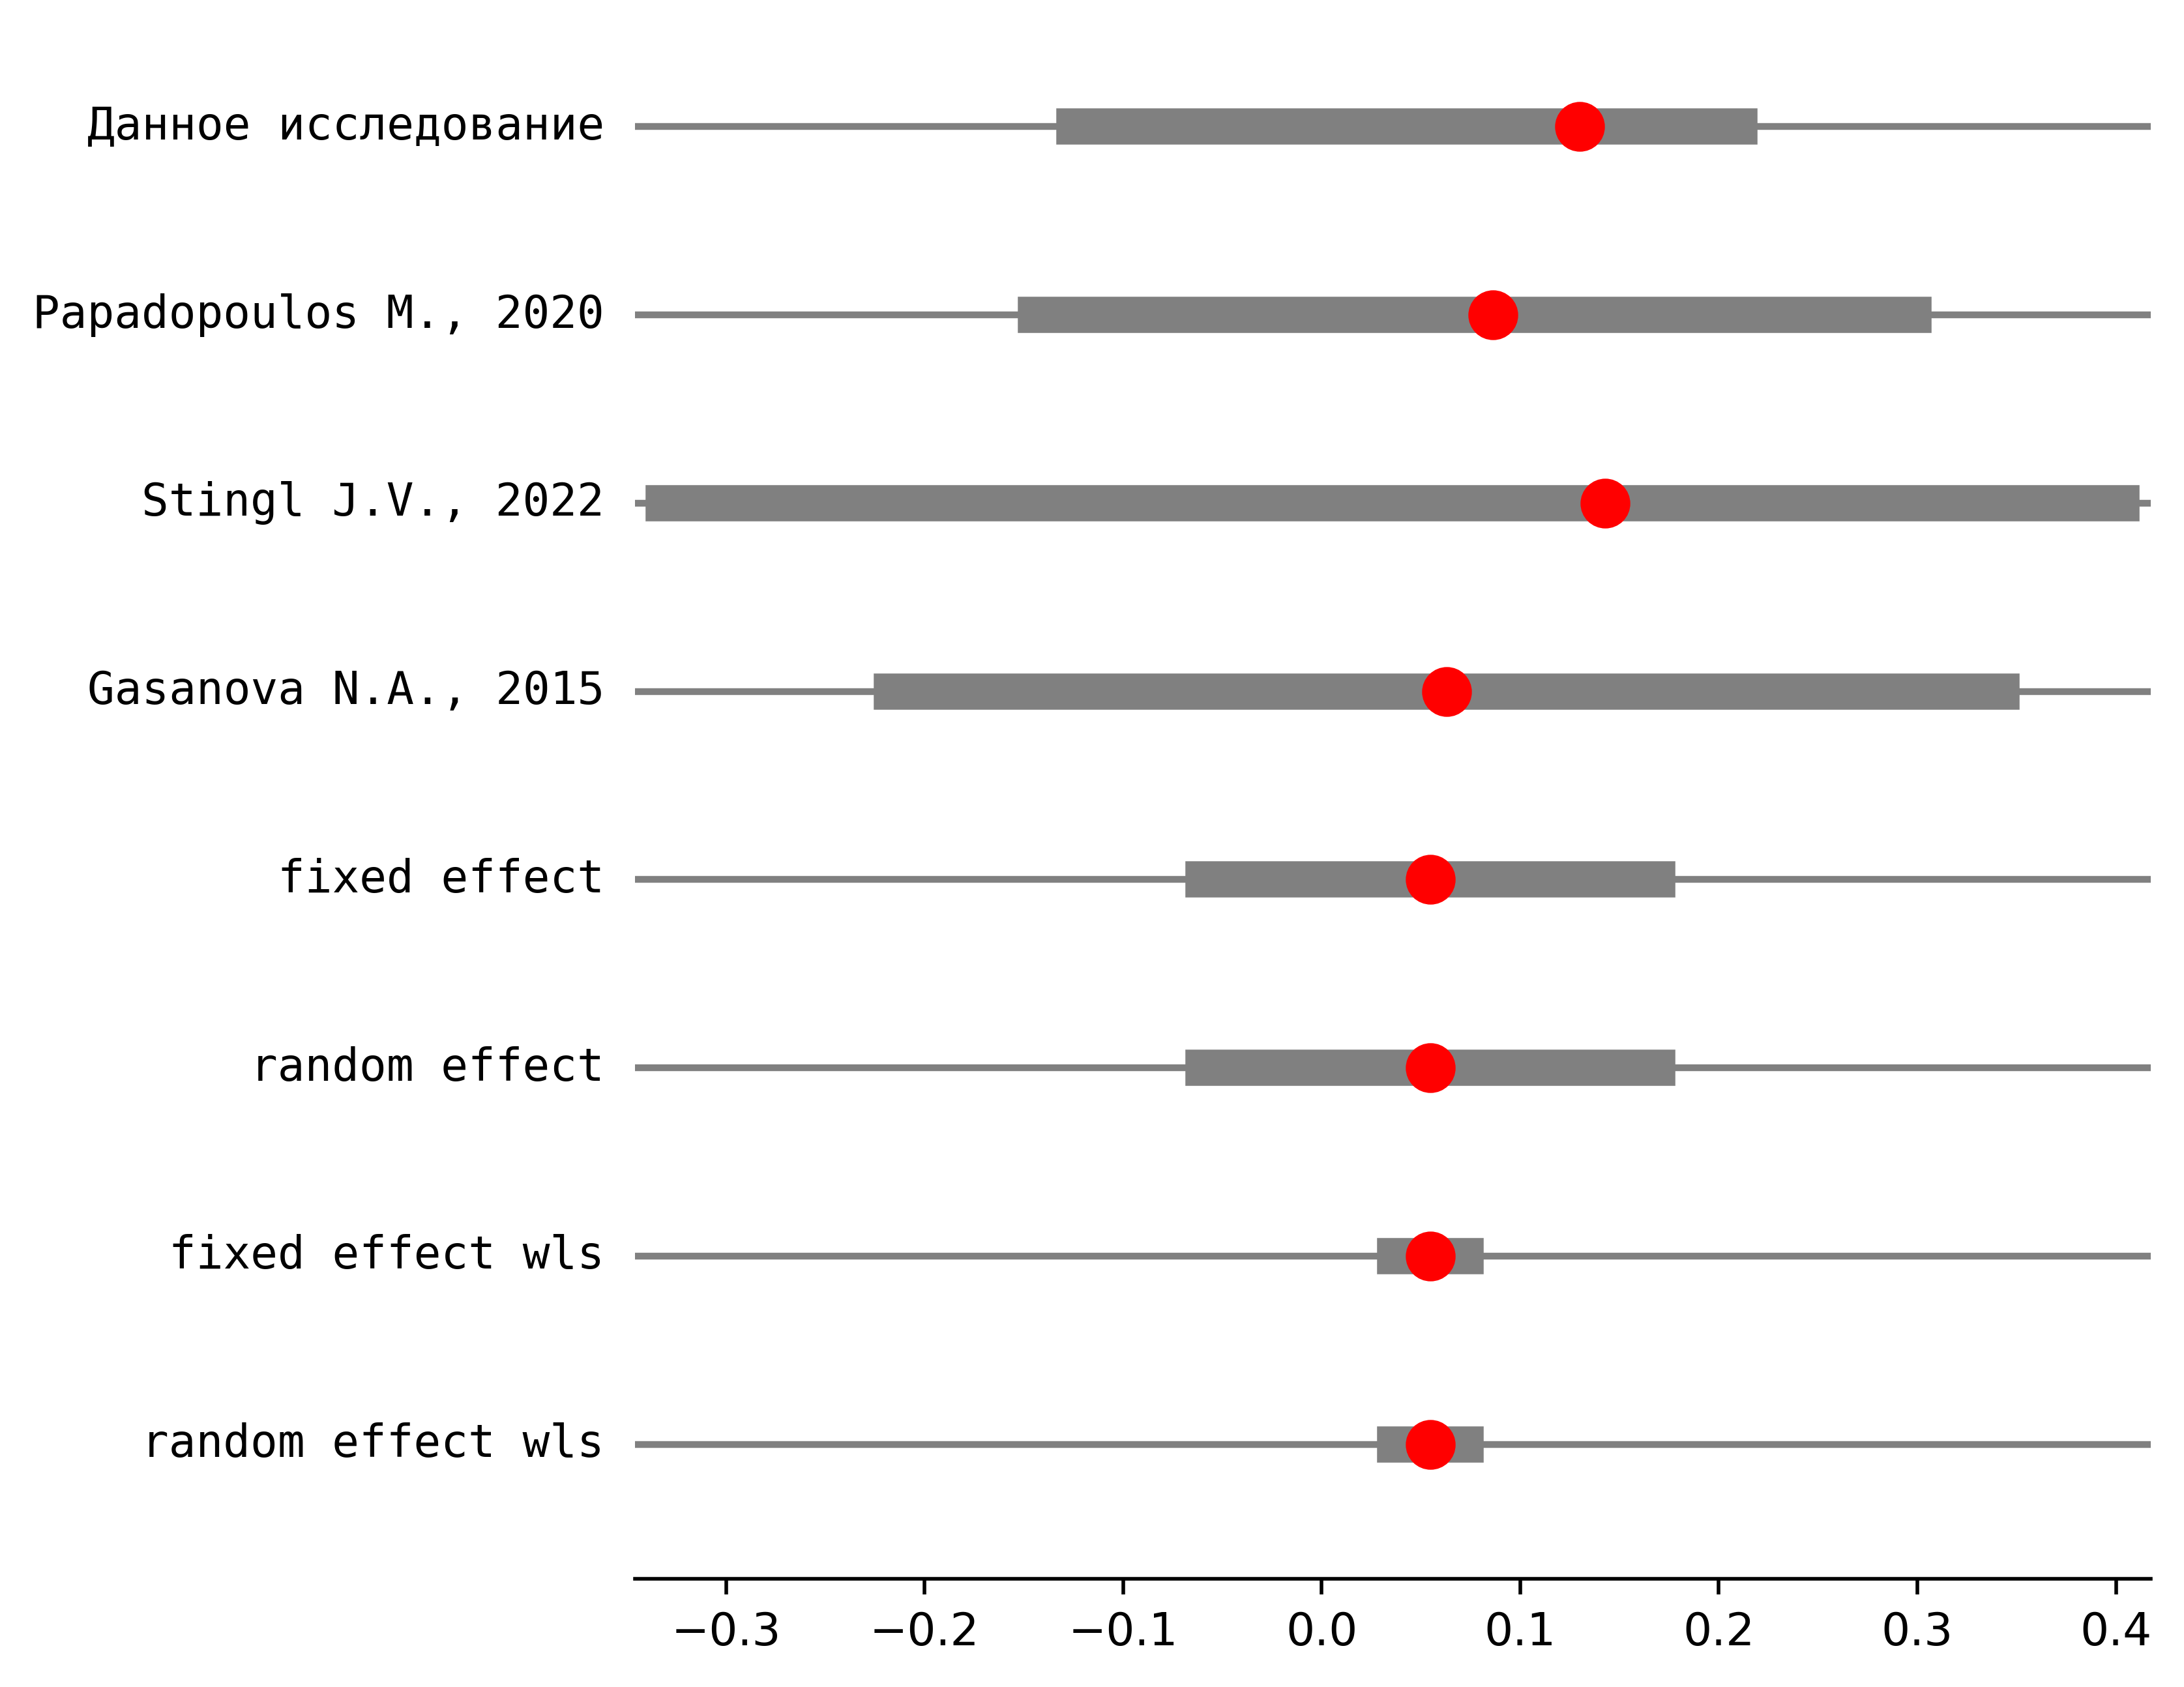 Данное исследование
Papadopoulos M., 2020
Stingl J.V., 2022
Gasanova N.A., 2015
fixed effect
random effect
fixed effect wls
random effect wls
−0.3 −0.2 −0.1 0.0 0.1 0.2 0.3 0.4